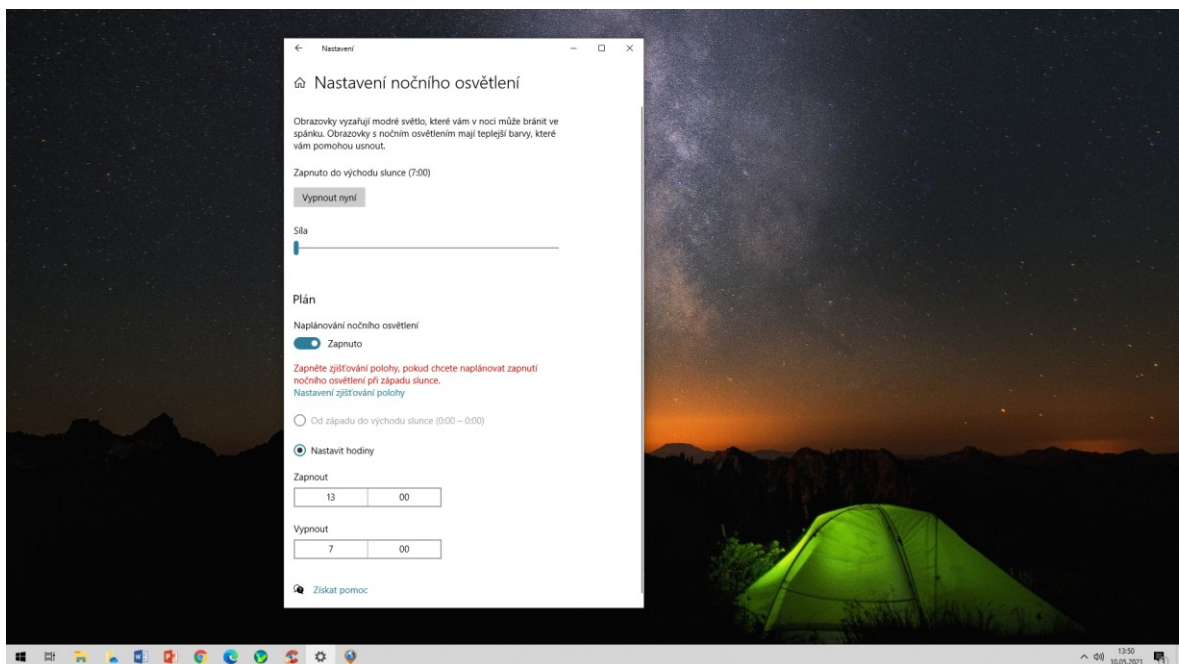 Nastavení
Nastavení nočního osvětlení
Obrazovky vyzařují modré světlo, které vám v noci může bránit ve
spánku. Obrazovky s nočním osvětlením mají teplejší barvy, které
vám pomohou usnout.
Zapnuto do východu slunce (7:00)
Vypnout nyní
Síla
Plán
Naplánování nočního osvětlení
Zapnuto
Zapněte zjišťování polohy, pokud chcete naplánovat zapnutí
nočního osvětlení při západu slunce.
Nastavení zjišťování polohy
Od západu do východu slunce (0:00 – 0:00)
Nastavit hodiny
Zapnout
13 00
Vypnout
7 00
Získat pomoc
13:50
10.05.2021